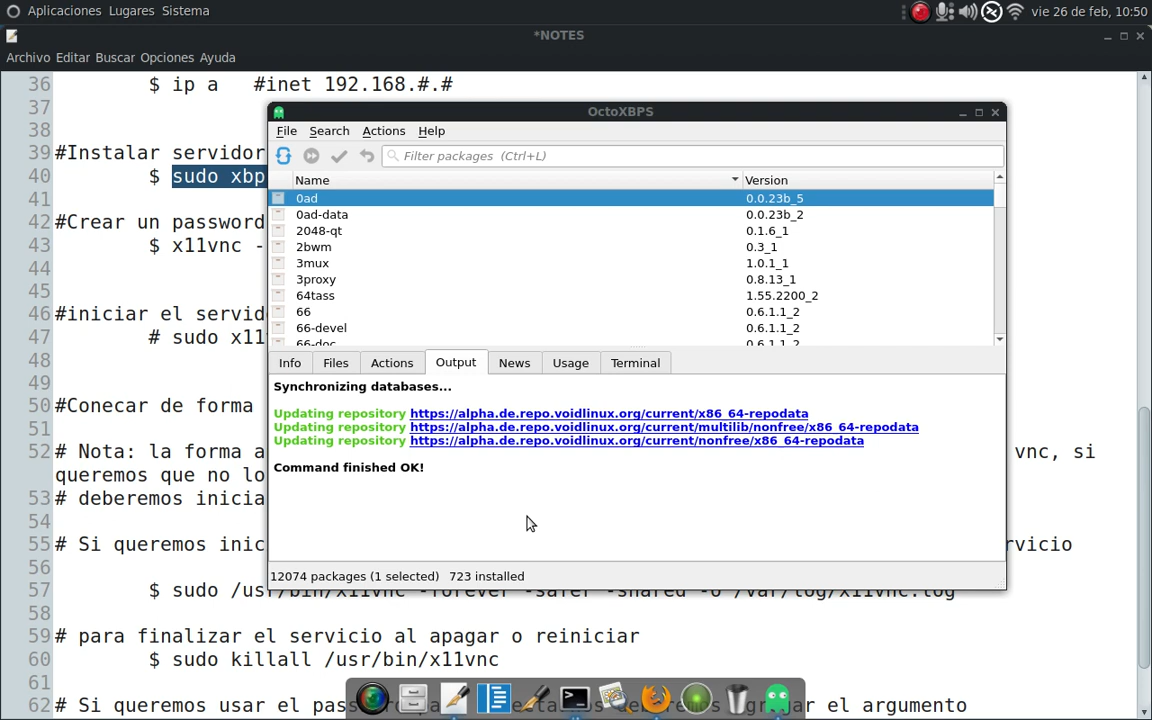 Aplicaciones Lugares Sistema
vie 26 de feb, 10:50
*NOTES
Archivo Editar Buscar Opciones Ayuda
36 $ ip a #inet 192.168.#.#
37
38
39 #Instalar servidor
40 $ sudo xbp
41
42 #Crear un password
43 $ x11vnc -
44
45
46 #iniciar el servid
47 # sudo x11
48
49
50 #Conecar de forma
51
52 # Nota: la forma a vnc, si
queremos que no lo
53 # deberemos inicia
54
55 # Si queremos inic rvicio
56
57 $ sudo /usr/bin/x11vnc -forever -safer -shared -o /var/log/x11vnc.log
58
59 # para finalizar el servicio al apagar o reiniciar
60 $ sudo killall /usr/bin/x11vnc
61
62 # Si queremos usar el pas ar el argumento
OctoXBPS
File Search Actions Help
Filter packages (Ctrl+L)
Name Version
0ad 0.0.23b_5
0ad-data 0.0.23b_2
2048-qt 0.1.6_1
2bwm 0.3_1
3mux 1.0.1_1
3proxy 0.8.13_1
64tass 1.55.2200_2
66 0.6.1.1_2
66-devel 0.6.1.1_2
66-doc 0.6.1.1_2
Info Files Actions Output News Usage Terminal
Synchronizing databases...
Updating repository https://alpha.de.repo.voidlinux.org/current/x86_64-repodata
Updating repository https://alpha.de.repo.voidlinux.org/current/multilib/nonfree/x86_64-repodata
Updating repository https://alpha.de.repo.voidlinux.org/current/nonfree/x86_64-repodata
Command finished OK!
12074 packages (1 selected) 723 installed